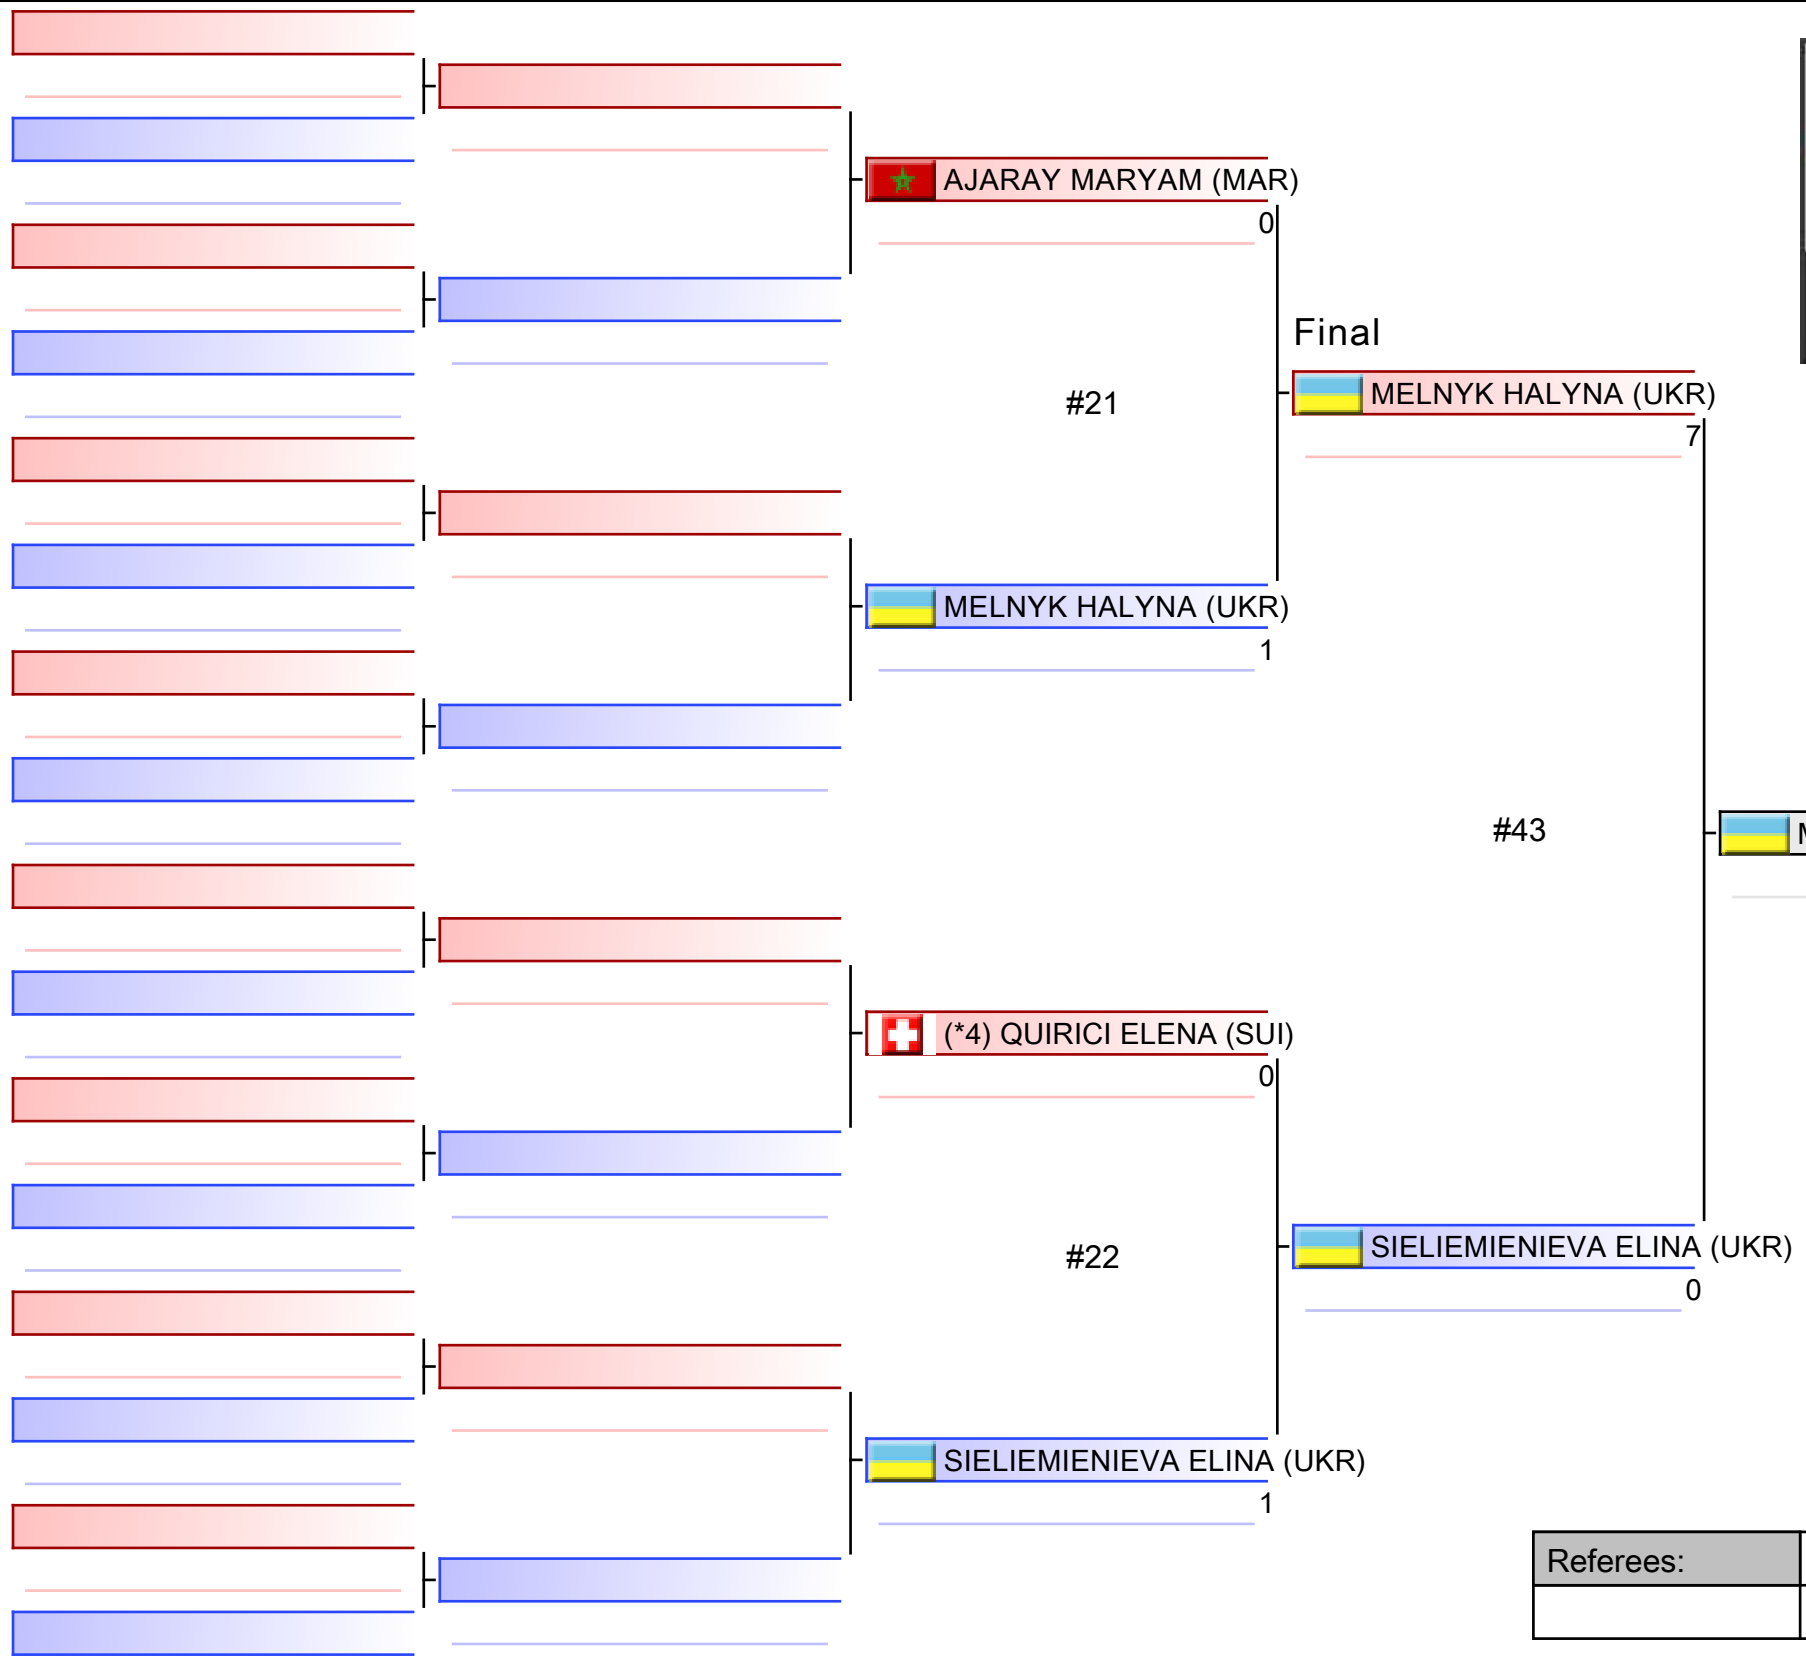 AJARAY MARYAM (MAR)
0
Final
#21
MELNYK HALYNA (UKR)
7
MELNYK HALYNA (UKR)
1
#43
(*4) QUIRICI ELENA (SUI)
0
#22
SIELIEMIENIEVA ELINA (UKR)
0
SIELIEMIENIEVA ELINA (UKR)
1
Referees: